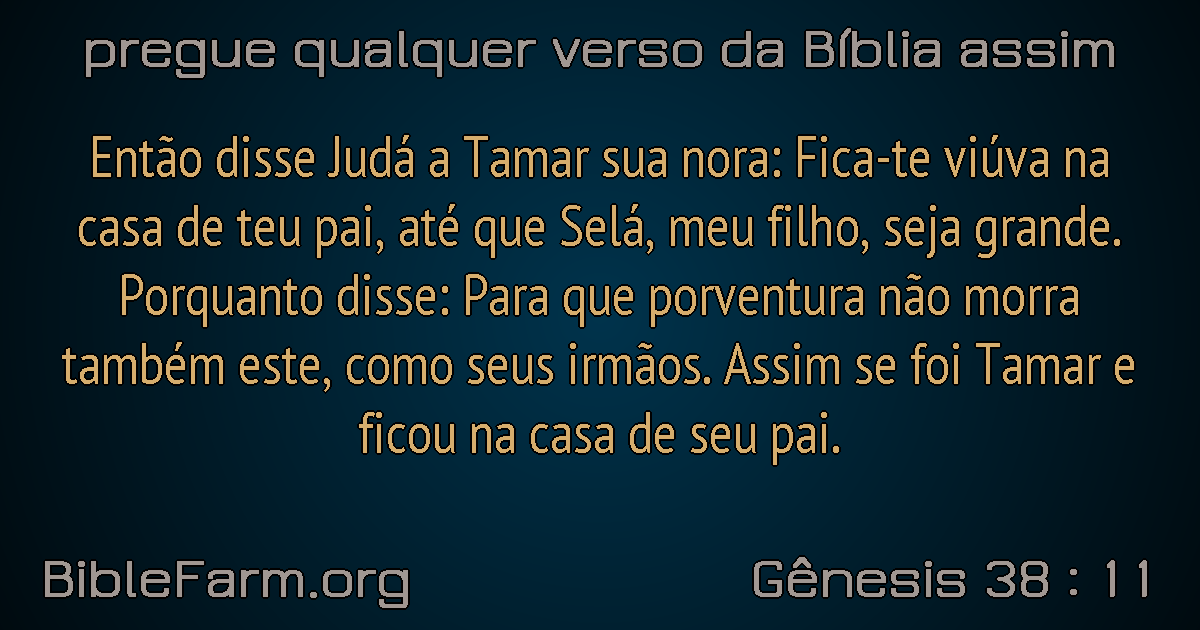 pregue qualquer verso da Bíblia assim
Então disse Judá a Tamar sua nora: Fica-te viúva na
casa de teu pai, até que Selá, meu filho, seja grande.
Porquanto disse: Para que porventura não morra
também este, como seus irmãos. Assim se foi Tamar e
ficou na casa de seu pai.
BibleFarm.org
Gênesis 38 : 11